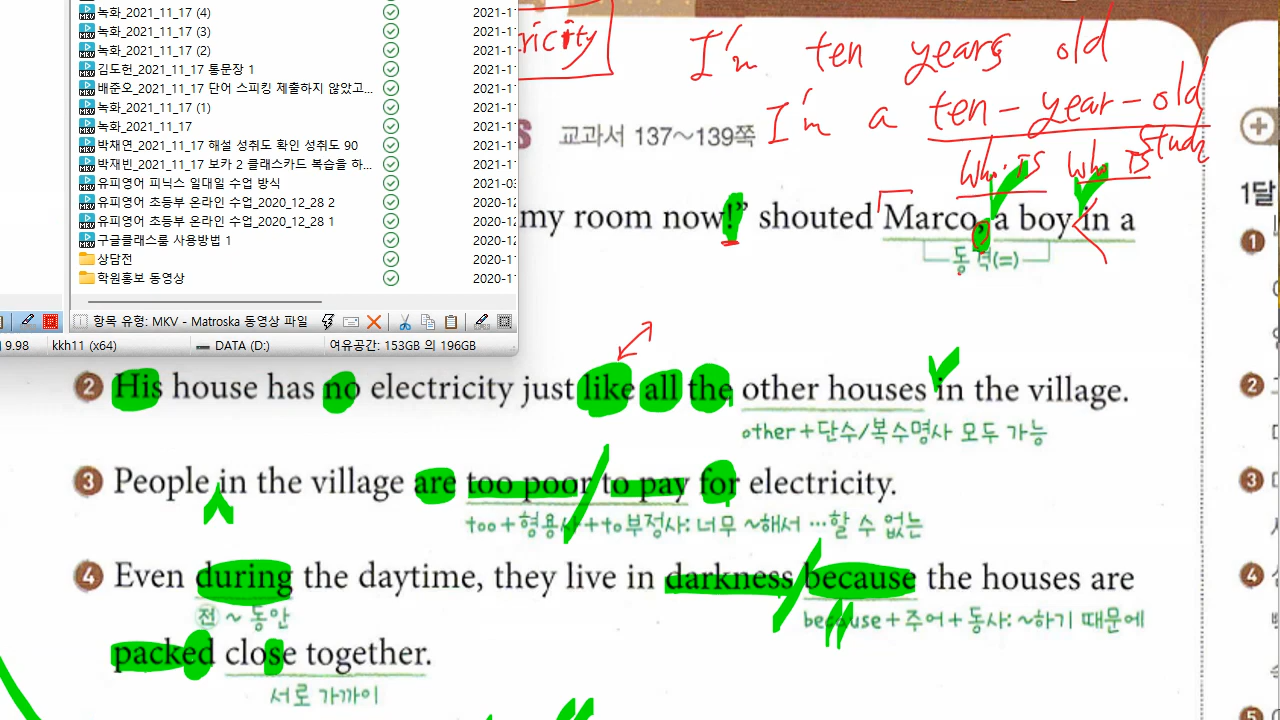 녹화_2021_11_17 (4)
녹화_2021_11_17 (3)
녹화_2021_11_17 (2)
김도헌_2021_11_17 통문장 1
배준오_2021_11_17 단어 스피킹 제출하지 않았고...
녹화_2021_11_17 (1)
녹화_2021_11_17
박채연_2021_11_17 해석 성취도 확인 성취도 90
박재빈_2021_11_17 보카 2 클래스카드 복습을 하...
유피영어 피닉스 일대일 수업 방식
유피영어 초등부 온라인 수업_2021_03_03 2
유피영어 초등부 온라인 수업_2020_12_28 1
구글클래스룸 사용방법 1
상담전
학원홍보 동영상
항목 유형: MKV - Matroska 동영상 파일
9.98 kkh11 (x64) DATA (D:) 여유공간: 153GB 의 196GB
ricity
I'm ten years old
I'm a ten-year-old
S 교과서 137~139쪽
who is who is
my room now!” shouted Marco, a boy in a
동격(=)
② His house has no electricity just like all the other houses in the village.
other+단수/복수명사 모두 가능
③ People in the village are too poor to pay for electricity.
too+형용사+to부정사: 너무 ~해서 …할 수 없는
④ Even during the daytime, they live in darkness because the houses are
전 ~ 동안
because+주어+동사: ~하기 때문에
packed close together.
서로 가까이
1달
①
②
③
④
⑤